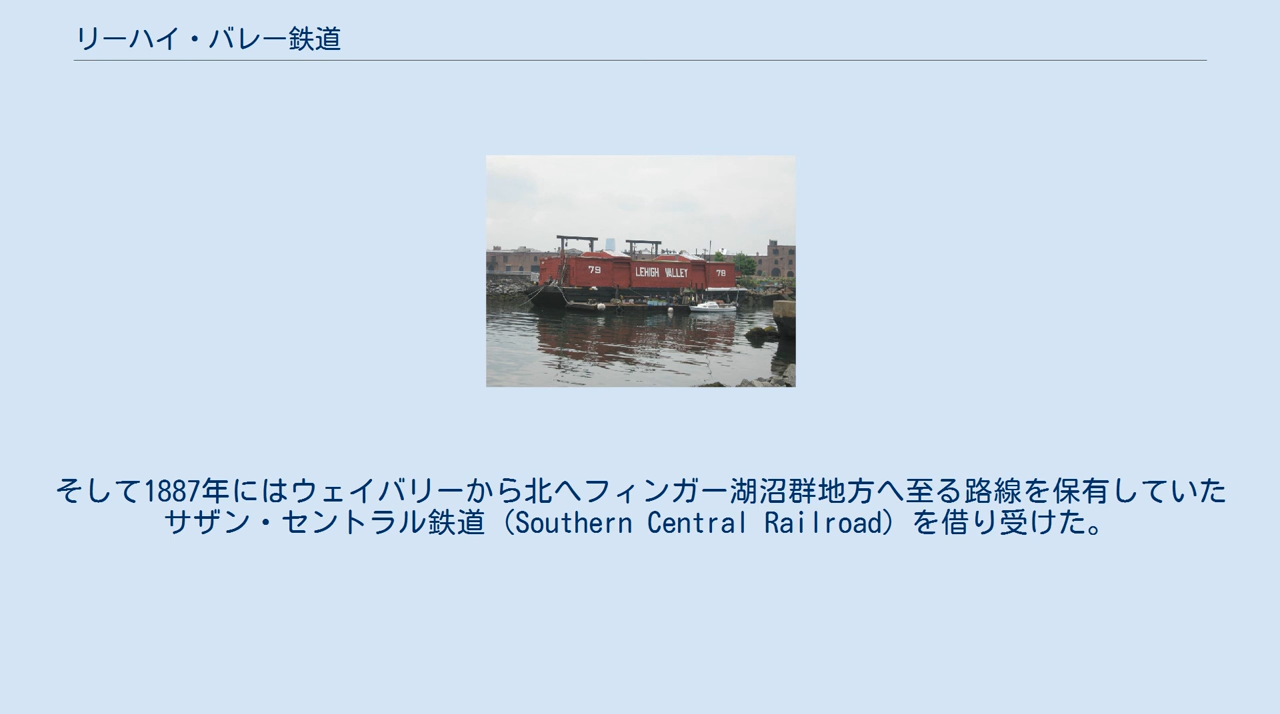 リーハイ・バレー鉄道
79 LEHIGH VALLEY 79
そして1887年にはウェイバリーから北へフィンガー湖沼群地方へ至る路線を保有していた
サザン・セントラル鉄道（Southern Central Railroad）を借り受けた。